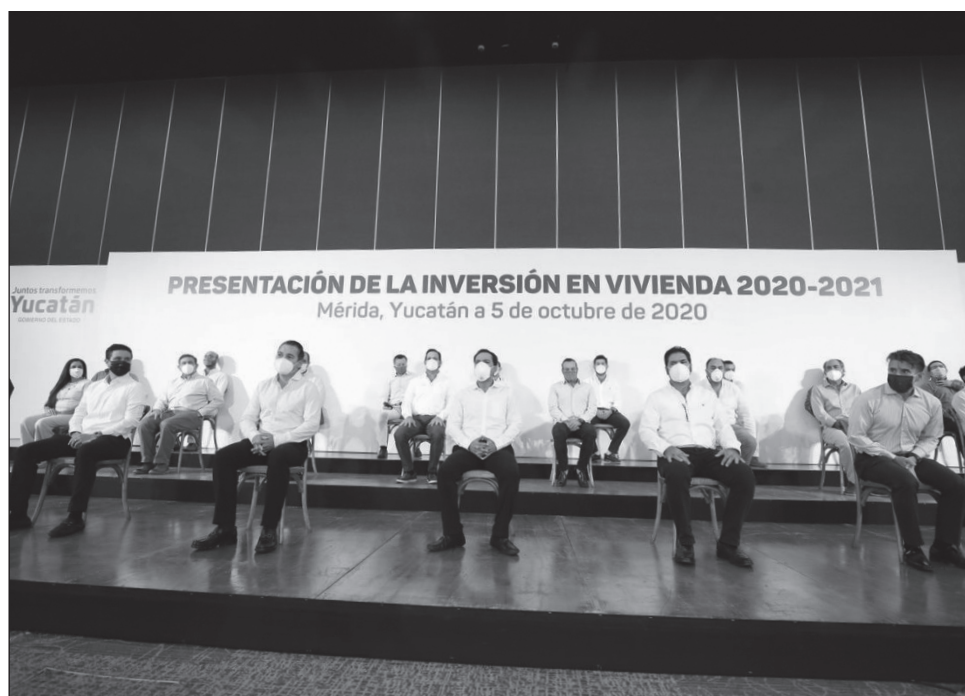 Juntos transformemos
Yucatán
GOBIERNO DEL ESTADO
PRESENTACIÓN DE LA INVERSIÓN EN VIVIENDA 2020-2021
Mérida, Yucatán a 5 de octubre de 2020